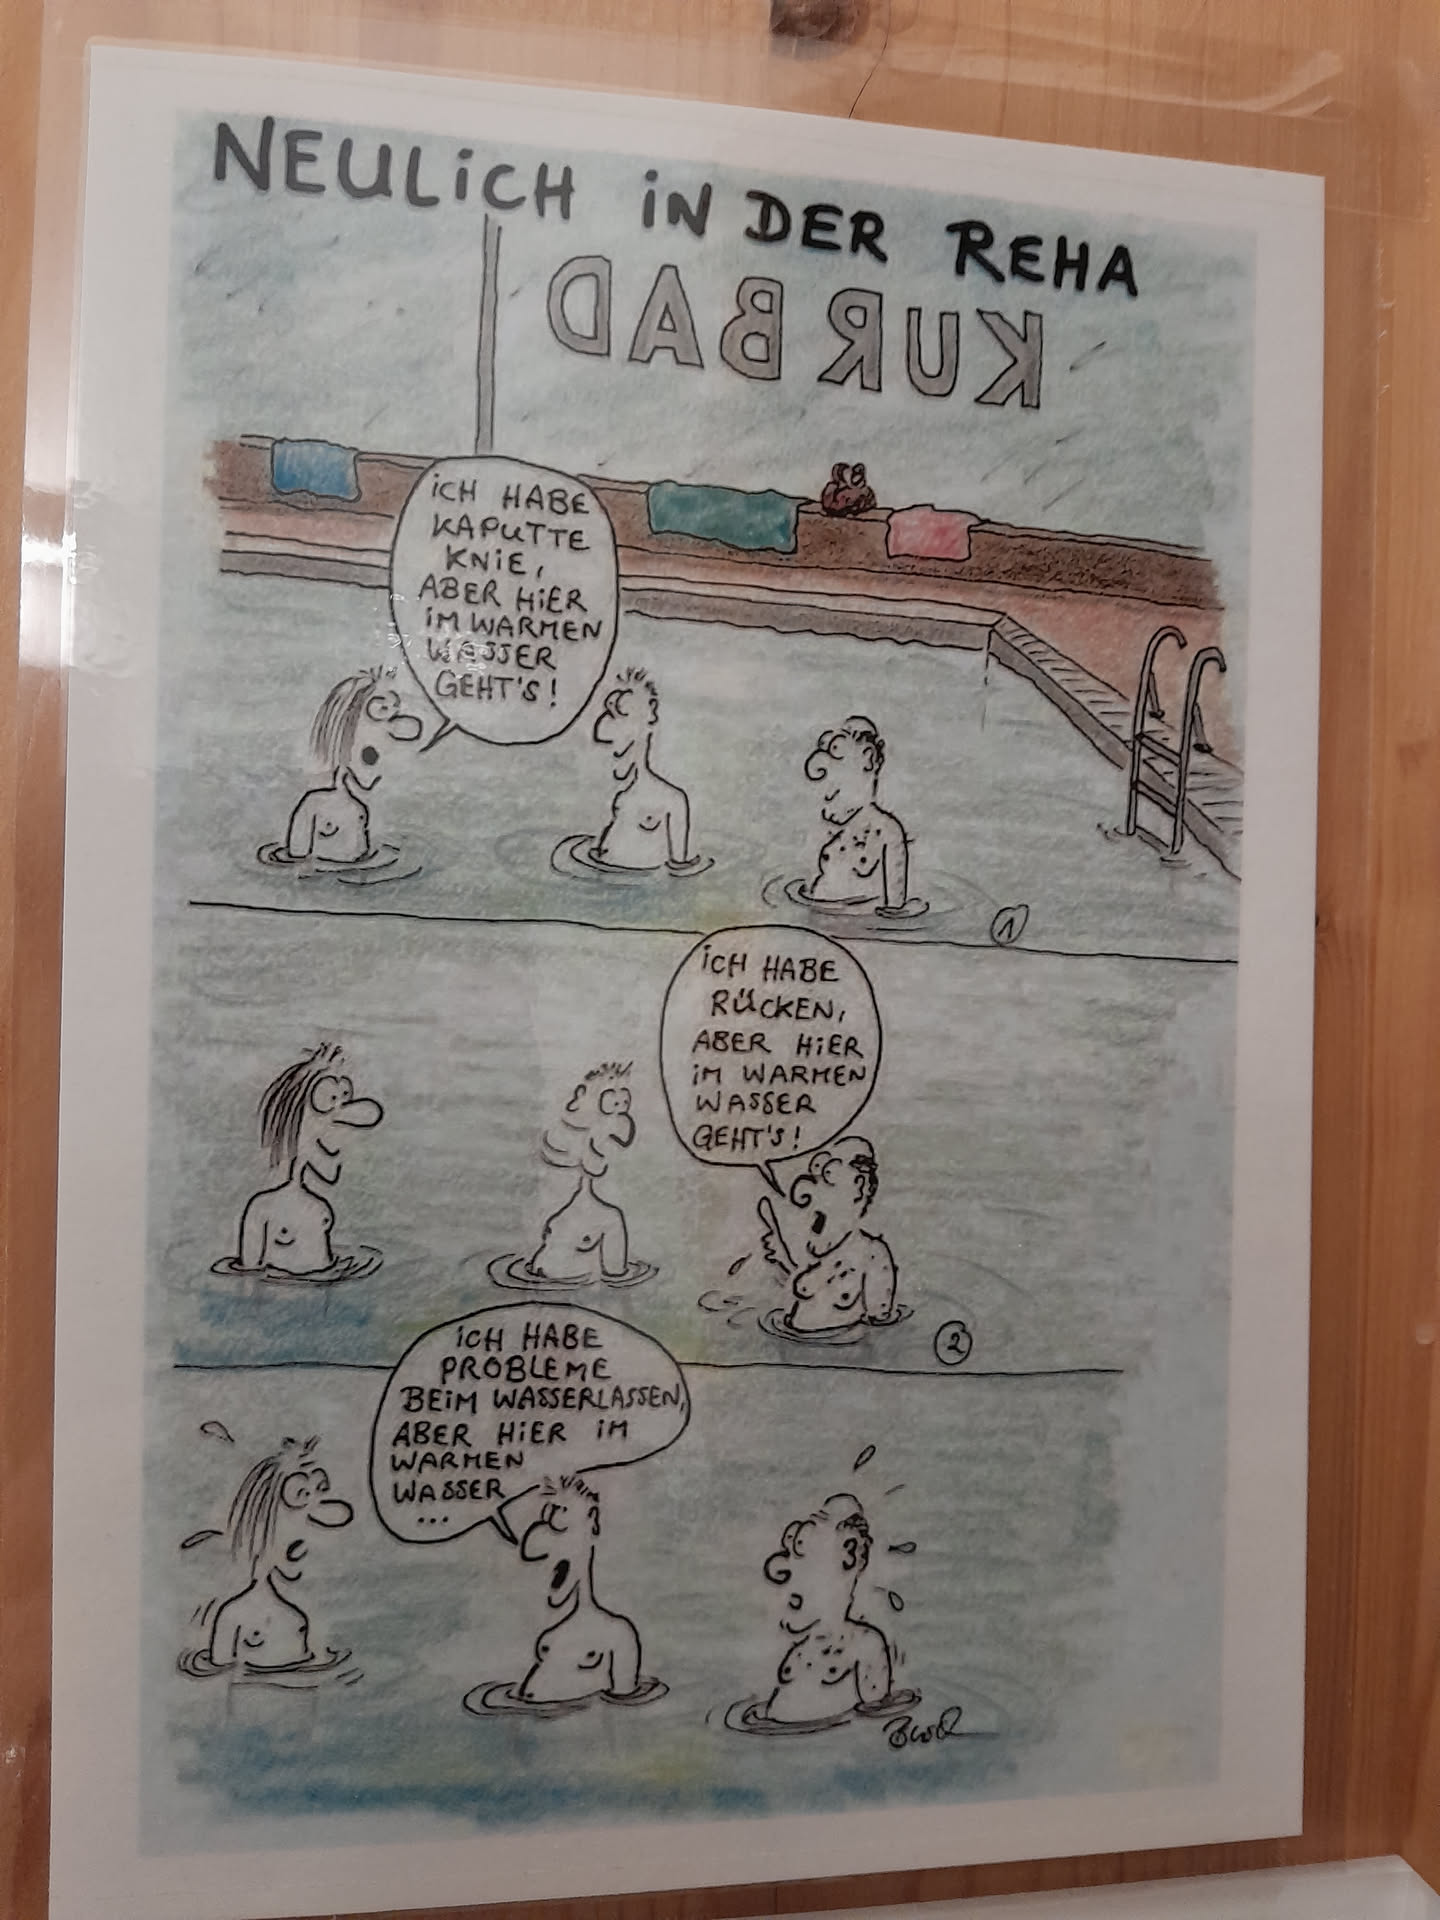 NEULICH IN DER REHA
KURBAD
ICH HABE
KAPUTTE
KNIE,
ABER HIER
IM WARMEN
WASSER
GEHT'S!
1
ICH HABE
RÜCKEN,
ABER HIER
IM WARMEN
WASSER
GEHT'S!
2
ICH HABE
PROBLEME
BEIM WASSERLASSEN,
ABER HIER IM
WARMEN
WASSER
...